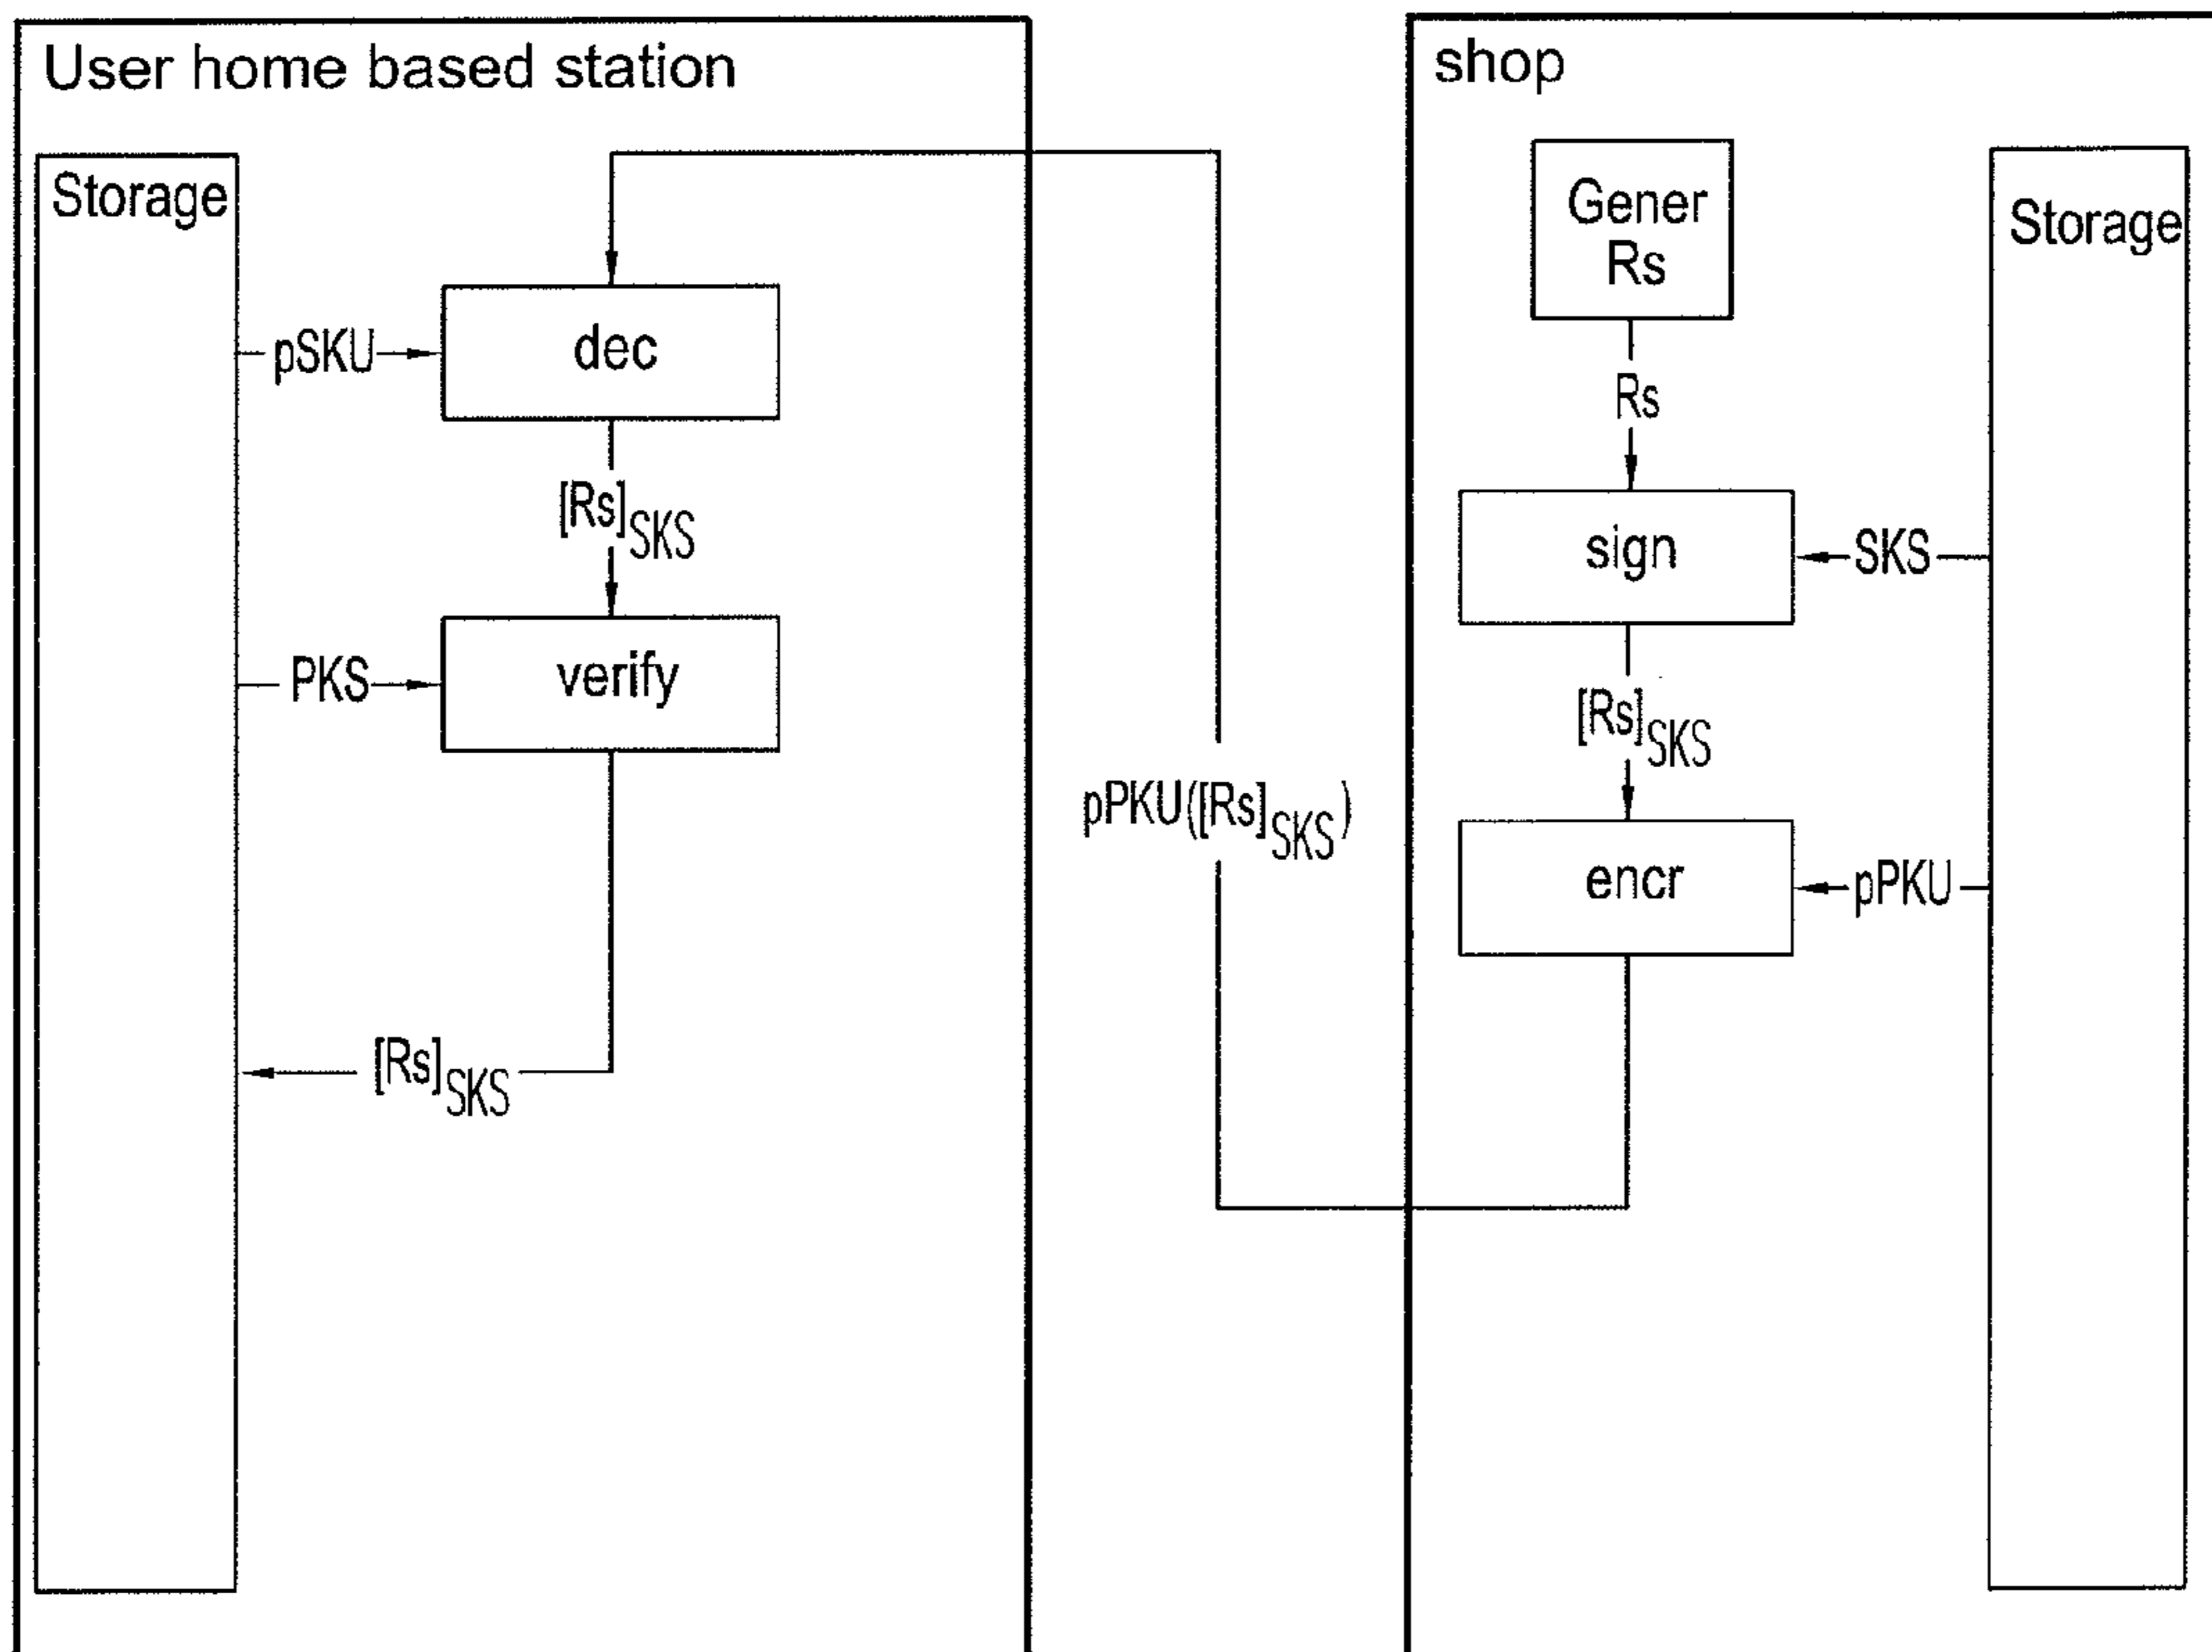 User home based station
Storage
pSKU
dec
[Rs]SKS
PKS
verify
[Rs]SKS
pPKU([Rs]SKS)
shop
Gener
Rs
Storage
Rs
sign
SKS
[Rs]SKS
encr
pPKU